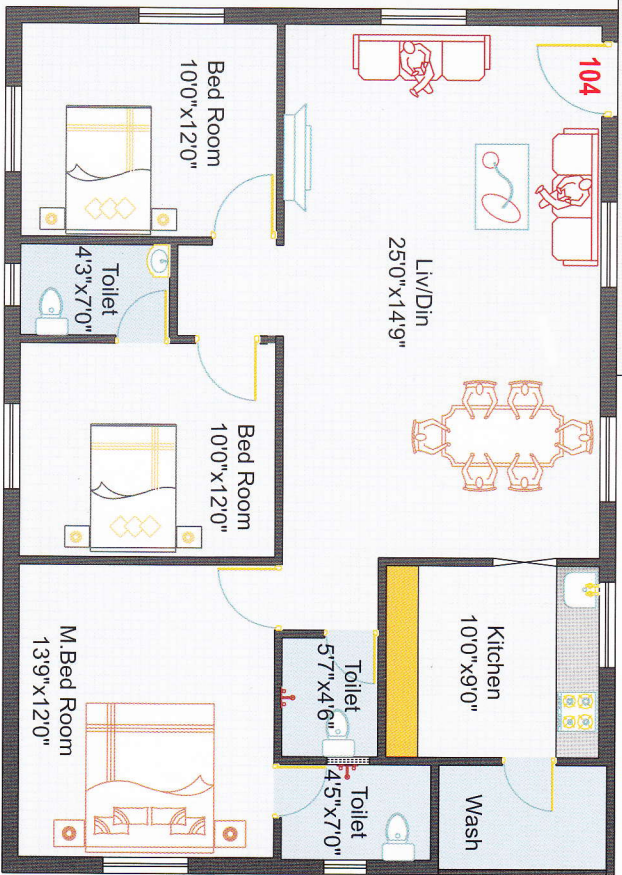 104
Bed Room
10'0"x12'0"
Liv/Din
25'0"x14'9"
Toilet
4'3"x7'0"
Bed Room
10'0"x12'0"
Kitchen
10'0"x9'0"
M.Bed Room
13'9"x12'0"
Toilet
5'7"x4'6"
Toilet
4'5"x7'0"
Wash